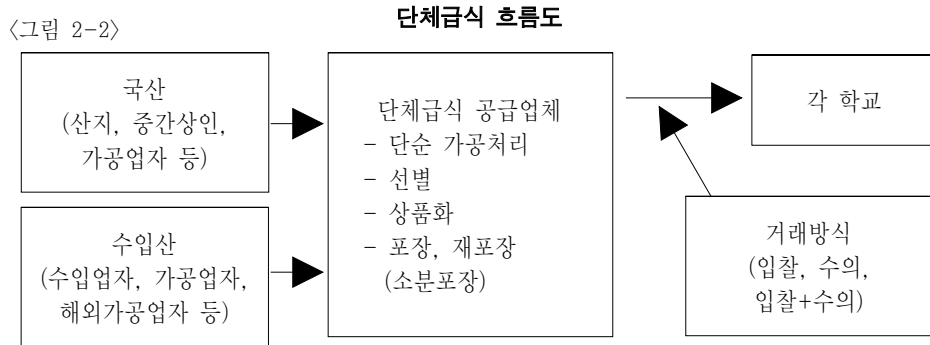 단체급식 흐름도
〈그림 2-2〉
국산
(산지, 중간상인,
가공업자 등)
수입산
(수입업자, 가공업자,
해외가공업자 등)
단체급식 공급업체
- 단순 가공처리
- 선별
- 상품화
- 포장, 재포장
(소분포장)
각 학교
거래방식
(입찰, 수의,
입찰+수의)